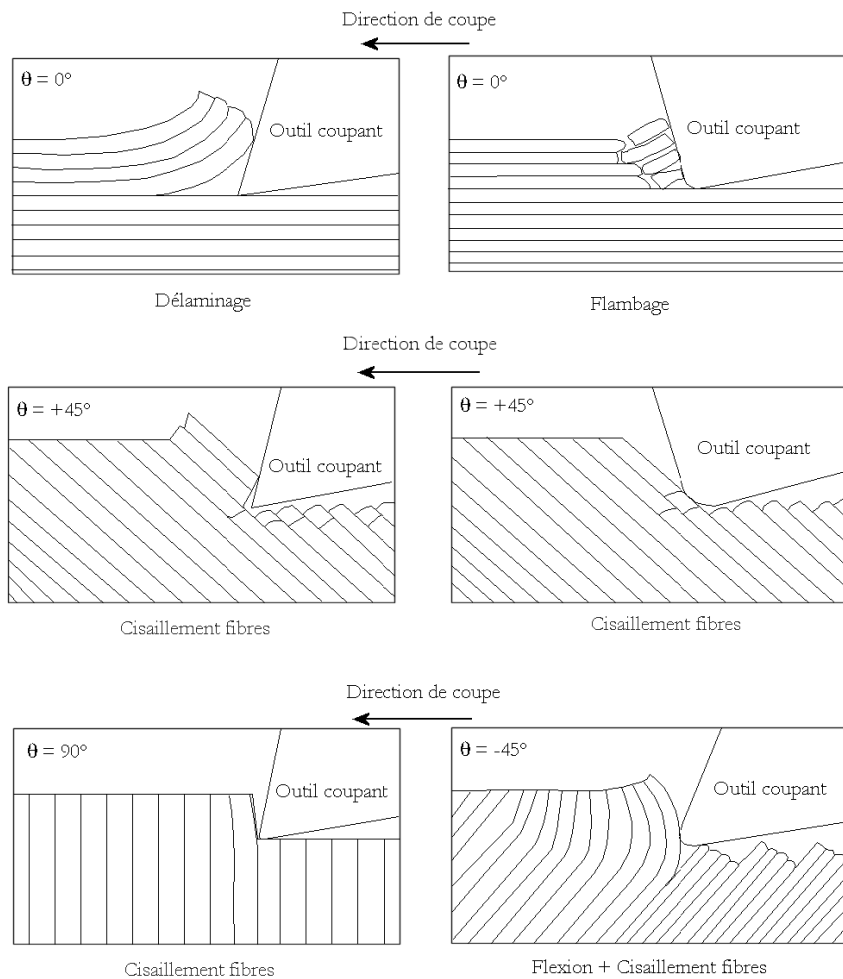 Direction de coupe
θ = 0°
Outil coupant
θ = 0°
Outil coupant
Délaminage
Flambage
Direction de coupe
θ = +45°
Outil coupant
θ = +45°
Outil coupant
Cisaillement fibres
Cisaillement fibres
Direction de coupe
θ = 90°
Outil coupant
θ = -45°
Outil coupant
Cisaillement fibres
Flexion + Cisaillement fibres